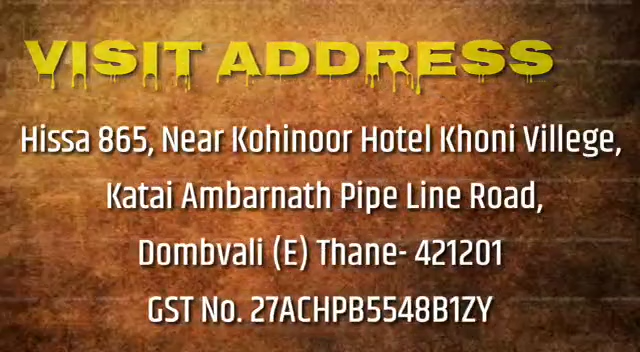 VISIT ADDRESS
Hissa 865, Near Kohinoor Hotel Khoni Villege,
Katai Ambarnath Pipe Line Road,
Dombvali (E) Thane- 421201
GST No. 27ACHPB5548B1ZY